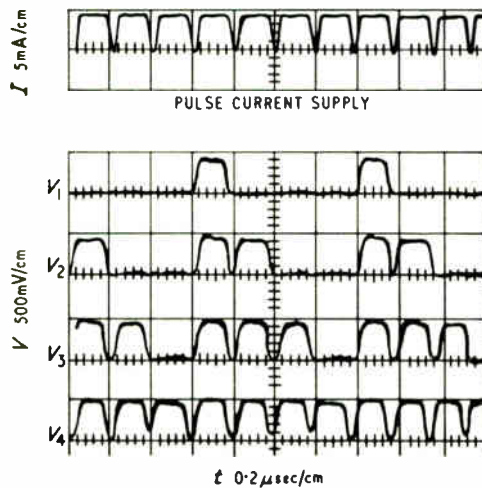 I 5mA/cm
PULSE CURRENT SUPPLY
V 500mV/cm
V1
V2
V3
V4
t 0·2μsec/cm